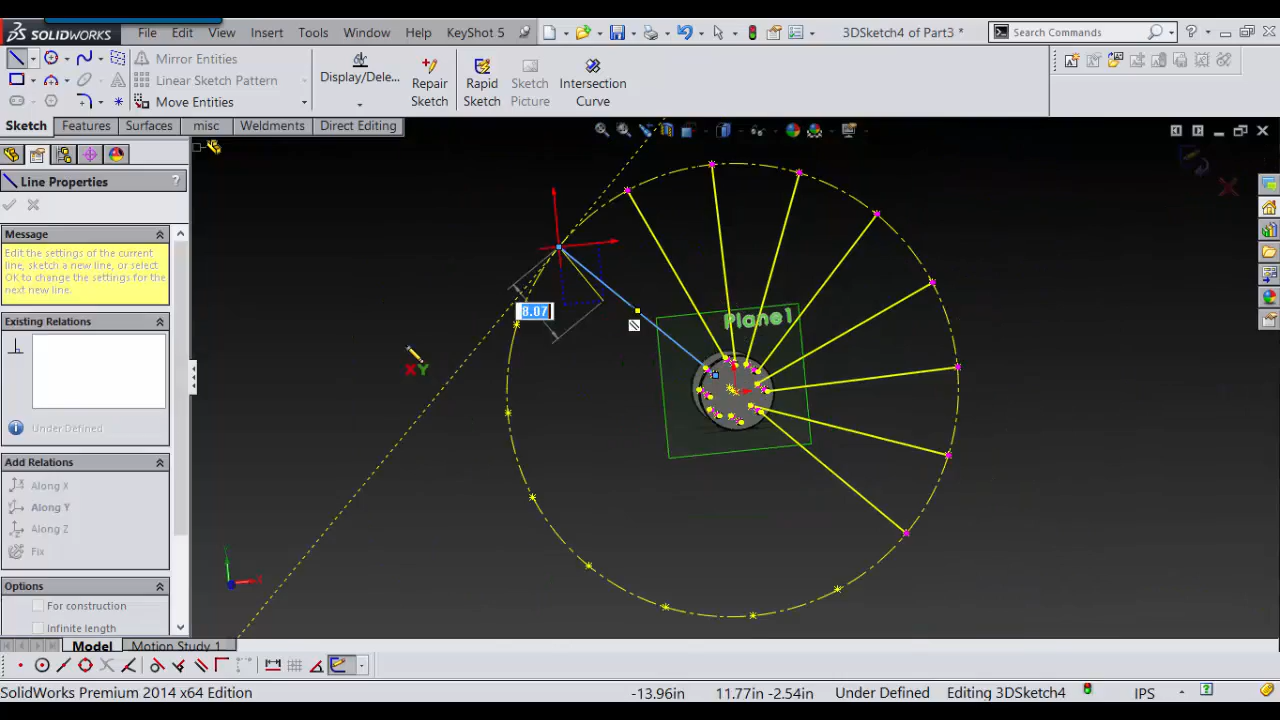 SOLIDWORKS File Edit View Insert Tools Window Help KeyShot 5 3DSketch4 of Part3 * Search Commands ?
Mirror Entities
Linear Sketch Pattern
Move Entities
Display/Dele...
Repair
Sketch
Rapid
Sketch
Sketch
Picture
Intersection
Curve
Sketch Features Surfaces misc Weldments Direct Editing
Line Properties ?
Message
Edit the settings of the current
line, sketch a new line, or select
OK to change the settings for the
next new line.
Existing Relations
Under Defined
Add Relations
Along X
Along Y
Along Z
Fix
Options
For construction
Infinite length
8.07
XY
Plane1
X
Model Motion Study 1
SolidWorks Premium 2014 x64 Edition -13.96in 11.77in -2.54in Under Defined Editing 3DSketch4 IPS ?